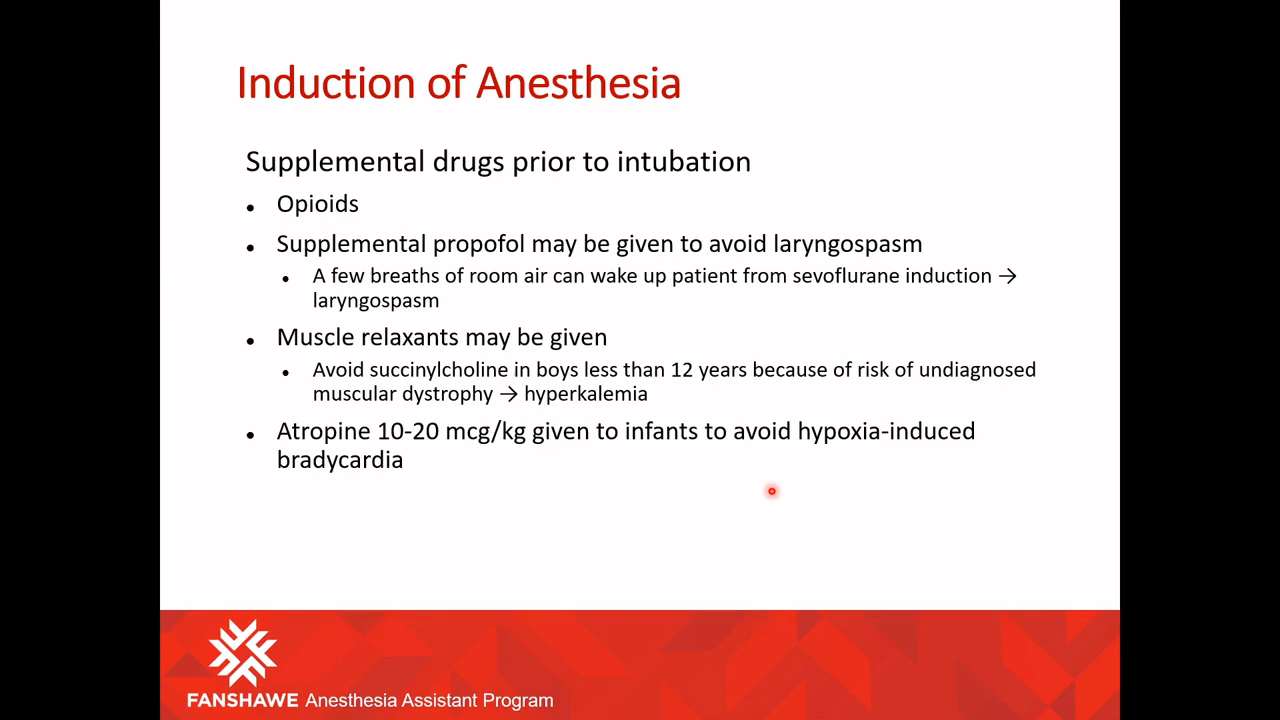 Induction of Anesthesia
Supplemental drugs prior to intubation
• Opioids
• Supplemental propofol may be given to avoid laryngospasm
• A few breaths of room air can wake up patient from sevoflurane induction →
laryngospasm
• Muscle relaxants may be given
• Avoid succinylcholine in boys less than 12 years because of risk of undiagnosed
muscular dystrophy → hyperkalemia
• Atropine 10-20 mcg/kg given to infants to avoid hypoxia-induced
bradycardia
FANSHAWE Anesthesia Assistant Program